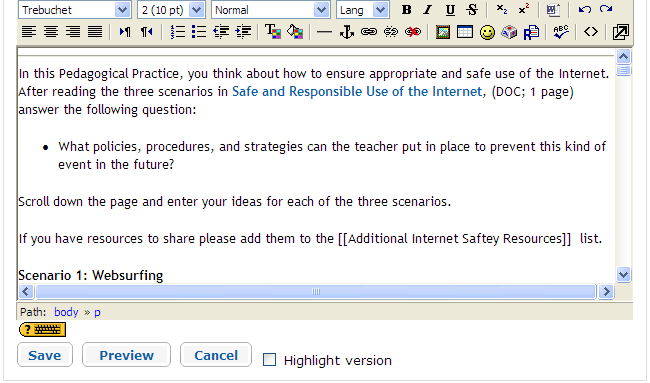 Trebuchet 2 (10 pt) Normal Lang B I U S x₂ x²
In this Pedagogical Practice, you think about how to ensure appropriate and safe use of the Internet.
After reading the three scenarios in Safe and Responsible Use of the Internet, (DOC; 1 page)
answer the following question:
• What policies, procedures, and strategies can the teacher put in place to prevent this kind of
event in the future?
Scroll down the page and enter your ideas for each of the three scenarios.
If you have resources to share please add them to the [[Additional Internet Saftey Resources]] list.
Scenario 1: Websurfing
Path: body » p
?
Save Preview Cancel Highlight version